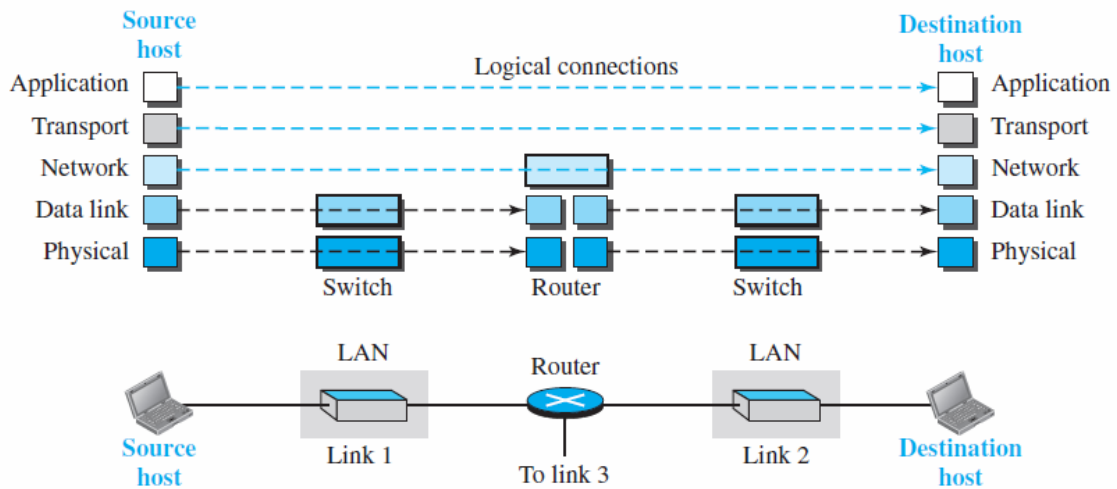 Source
host
Destination
host
Logical connections
Application
Application
Transport
Transport
Network
Network
Data link
Data link
Physical
Physical
Switch
Router
Switch
LAN
Router
LAN
Source
host
Link 1
To link 3
Link 2
Destination
host